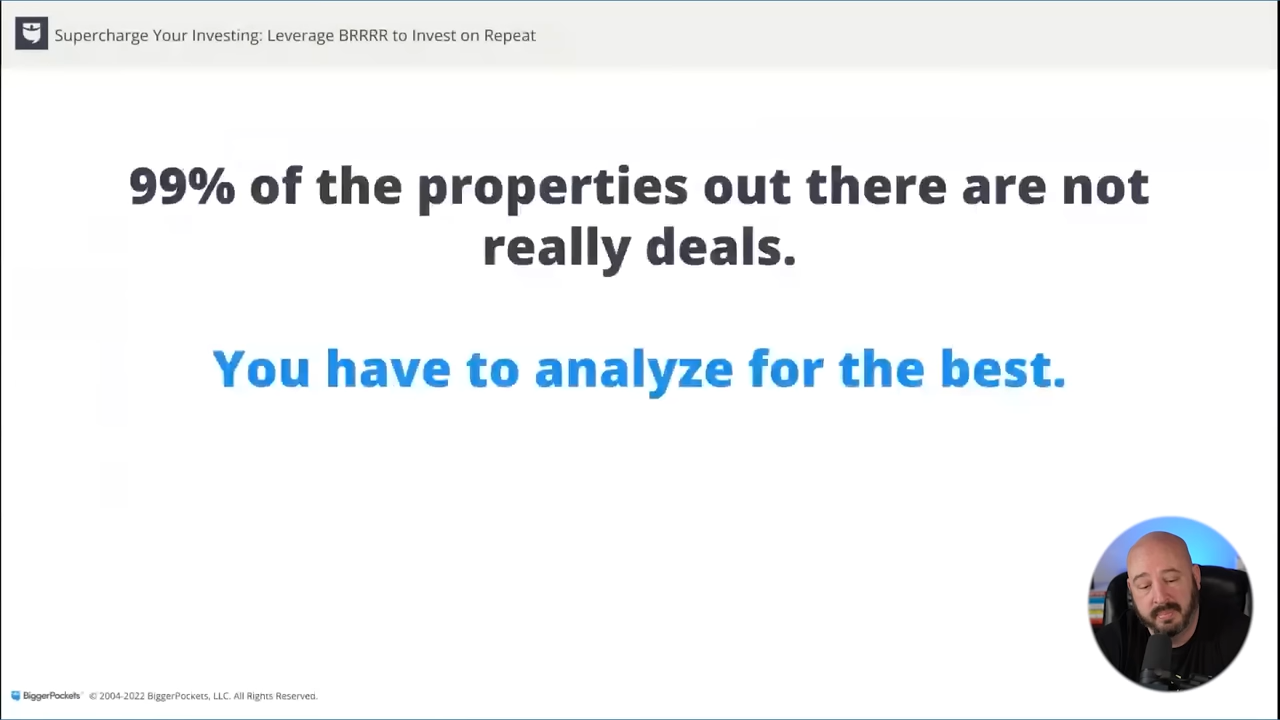 Supercharge Your Investing: Leverage BRRRR to Invest on Repeat
99% of the properties out there are not
really deals.
You have to analyze for the best.
BiggerPockets © 2004-2022 BiggerPockets, LLC. All Rights Reserved.